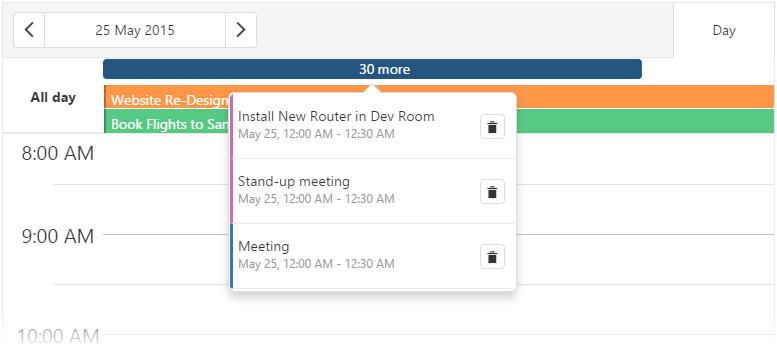 25 May 2015
Day
30 more
All day
Website Re-Design
Book Flights to San
Install New Router in Dev Room
May 25, 12:00 AM - 12:30 AM
Stand-up meeting
May 25, 12:00 AM - 12:30 AM
Meeting
May 25, 12:00 AM - 12:30 AM
8:00 AM
9:00 AM
10:00 AM